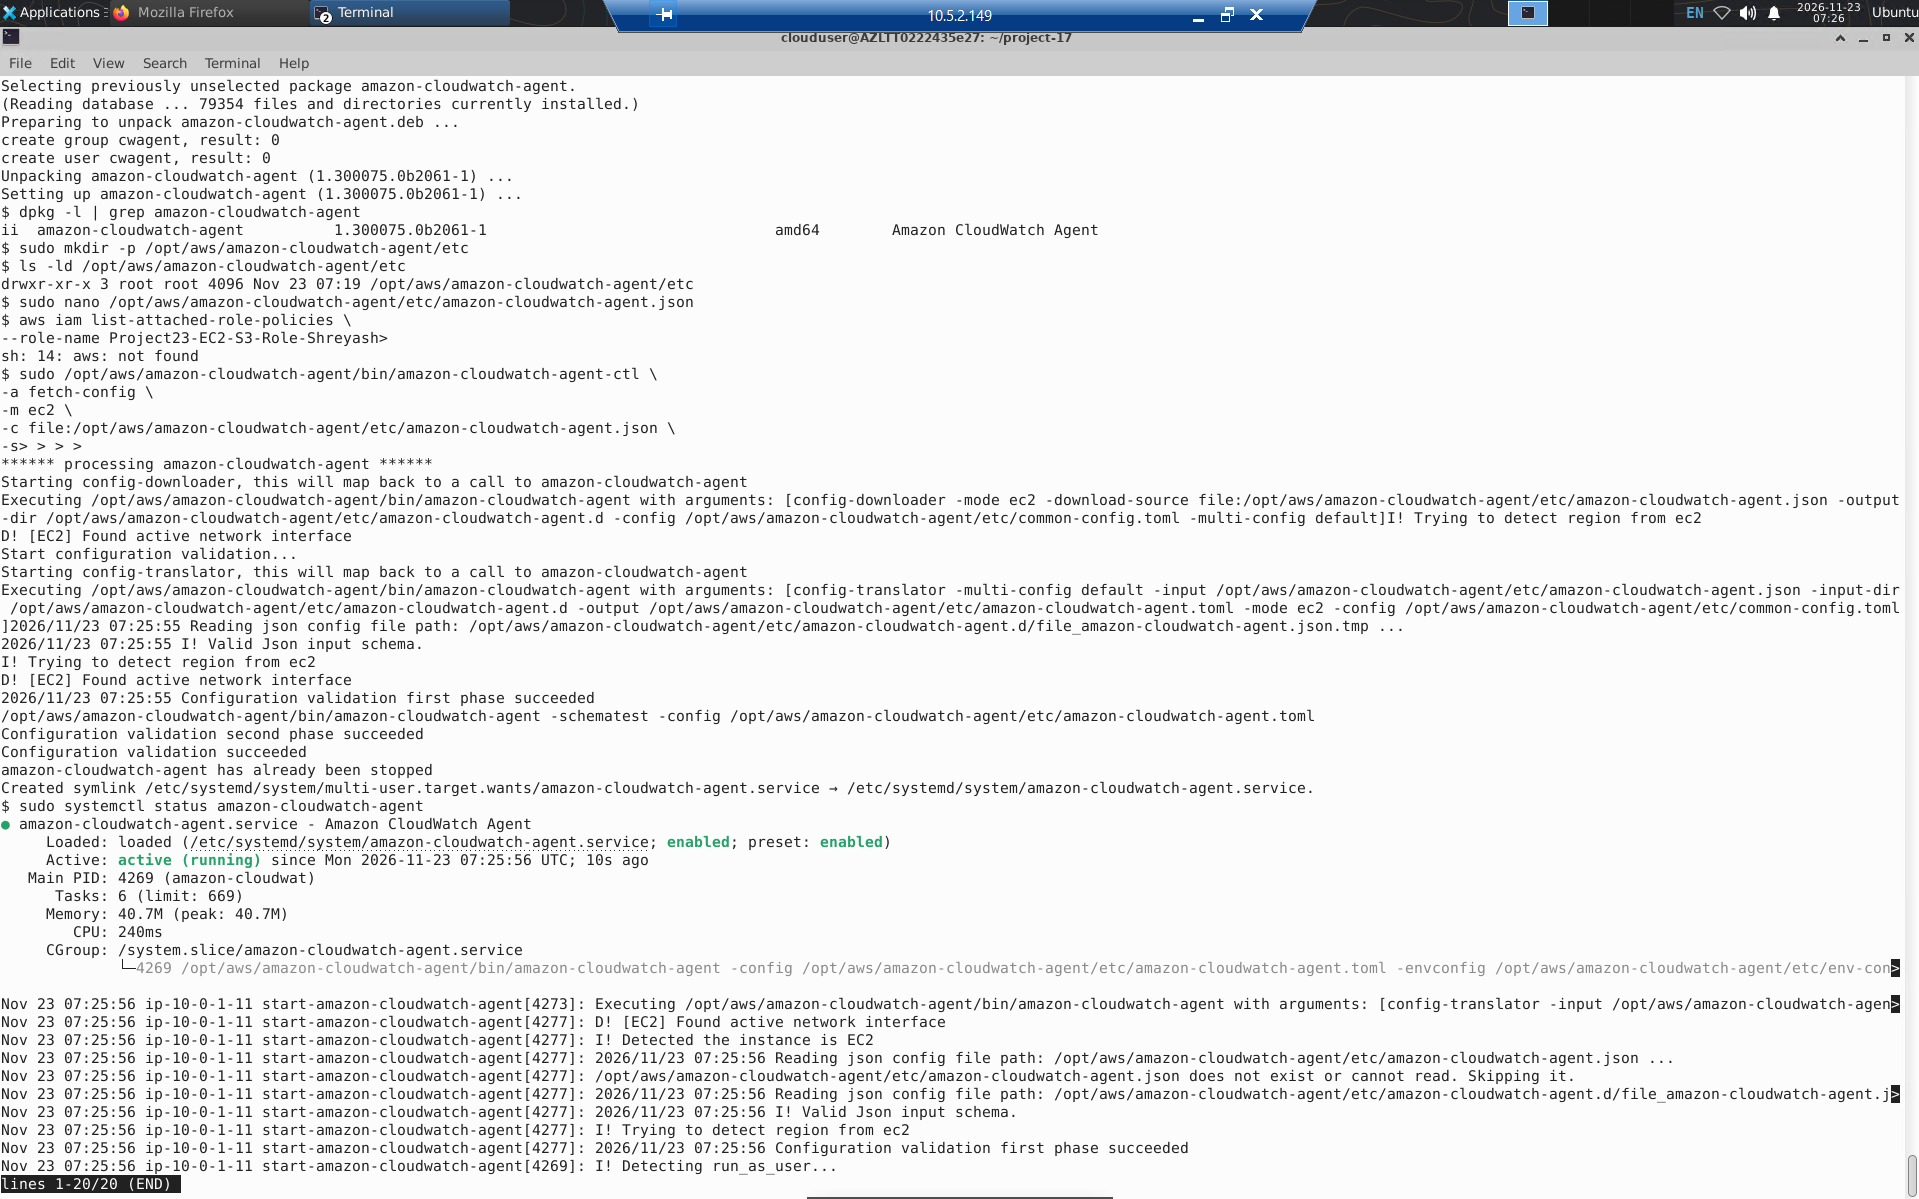 Applications
Mozilla Firefox
2
Terminal
10.5.2.149
EN
2026-11-23
07:26
Ubuntu
clouduser@AZLTT0222435e27: ~/project-17
File Edit View Search Terminal Help
Selecting previously unselected package amazon-cloudwatch-agent.
(Reading database ... 79354 files and directories currently installed.)
Preparing to unpack amazon-cloudwatch-agent.deb ...
create group cwagent, result: 0
create user cwagent, result: 0
Unpacking amazon-cloudwatch-agent (1.300075.0b2061-1) ...
Setting up amazon-cloudwatch-agent (1.300075.0b2061-1) ...
$ dpkg -l | grep amazon-cloudwatch-agent
ii  amazon-cloudwatch-agent          1.300075.0b2061-1                                amd64        Amazon CloudWatch Agent
$ sudo mkdir -p /opt/aws/amazon-cloudwatch-agent/etc
$ ls -ld /opt/aws/amazon-cloudwatch-agent/etc
drwxr-xr-x 3 root root 4096 Nov 23 07:19 /opt/aws/amazon-cloudwatch-agent/etc
$ sudo nano /opt/aws/amazon-cloudwatch-agent/etc/amazon-cloudwatch-agent.json
$ aws iam list-attached-role-policies \
--role-name Project23-EC2-S3-Role-Shreyash>
sh: 14: aws: not found
$ sudo /opt/aws/amazon-cloudwatch-agent/bin/amazon-cloudwatch-agent-ctl \
-a fetch-config \
-m ec2 \
-c file:/opt/aws/amazon-cloudwatch-agent/etc/amazon-cloudwatch-agent.json \
-s> > > >
****** processing amazon-cloudwatch-agent ******
Starting config-downloader, this will map back to a call to amazon-cloudwatch-agent
Executing /opt/aws/amazon-cloudwatch-agent/bin/amazon-cloudwatch-agent with arguments: [config-downloader -mode ec2 -download-source file:/opt/aws/amazon-cloudwatch-agent/etc/amazon-cloudwatch-agent.json -output
-dir /opt/aws/amazon-cloudwatch-agent/etc/amazon-cloudwatch-agent.d -config /opt/aws/amazon-cloudwatch-agent/etc/common-config.toml -multi-config default]I! Trying to detect region from ec2
D! [EC2] Found active network interface
Start configuration validation...
Starting config-translator, this will map back to a call to amazon-cloudwatch-agent
Executing /opt/aws/amazon-cloudwatch-agent/bin/amazon-cloudwatch-agent with arguments: [config-translator -multi-config default -input /opt/aws/amazon-cloudwatch-agent/etc/amazon-cloudwatch-agent.json -input-dir
 /opt/aws/amazon-cloudwatch-agent/etc/amazon-cloudwatch-agent.d -output /opt/aws/amazon-cloudwatch-agent/etc/amazon-cloudwatch-agent.toml -mode ec2 -config /opt/aws/amazon-cloudwatch-agent/etc/common-config.toml
]2026/11/23 07:25:55 Reading json config file path: /opt/aws/amazon-cloudwatch-agent/etc/amazon-cloudwatch-agent.d/file_amazon-cloudwatch-agent.json.tmp ...
2026/11/23 07:25:55 I! Valid Json input schema.
I! Trying to detect region from ec2
D! [EC2] Found active network interface
2026/11/23 07:25:55 Configuration validation first phase succeeded
/opt/aws/amazon-cloudwatch-agent/bin/amazon-cloudwatch-agent -schematest -config /opt/aws/amazon-cloudwatch-agent/etc/amazon-cloudwatch-agent.toml
Configuration validation second phase succeeded
Configuration validation succeeded
amazon-cloudwatch-agent has already been stopped
Created symlink /etc/systemd/system/multi-user.target.wants/amazon-cloudwatch-agent.service → /etc/systemd/system/amazon-cloudwatch-agent.service.
$ sudo systemctl status amazon-cloudwatch-agent
● amazon-cloudwatch-agent.service - Amazon CloudWatch Agent
     Loaded: loaded (/etc/systemd/system/amazon-cloudwatch-agent.service; enabled; preset: enabled)
     Active: active (running) since Mon 2026-11-23 07:25:56 UTC; 10s ago
   Main PID: 4269 (amazon-cloudwat)
      Tasks: 6 (limit: 669)
     Memory: 40.7M (peak: 40.7M)
        CPU: 240ms
     CGroup: /system.slice/amazon-cloudwatch-agent.service
             └─4269 /opt/aws/amazon-cloudwatch-agent/bin/amazon-cloudwatch-agent -config /opt/aws/amazon-cloudwatch-agent/etc/amazon-cloudwatch-agent.toml -envconfig /opt/aws/amazon-cloudwatch-agent/etc/env-con>
Nov 23 07:25:56 ip-10-0-1-11 start-amazon-cloudwatch-agent[4273]: Executing /opt/aws/amazon-cloudwatch-agent/bin/amazon-cloudwatch-agent with arguments: [config-translator -input /opt/aws/amazon-cloudwatch-agen>
Nov 23 07:25:56 ip-10-0-1-11 start-amazon-cloudwatch-agent[4277]: D! [EC2] Found active network interface
Nov 23 07:25:56 ip-10-0-1-11 start-amazon-cloudwatch-agent[4277]: I! Detected the instance is EC2
Nov 23 07:25:56 ip-10-0-1-11 start-amazon-cloudwatch-agent[4277]: 2026/11/23 07:25:56 Reading json config file path: /opt/aws/amazon-cloudwatch-agent/etc/amazon-cloudwatch-agent.json ...
Nov 23 07:25:56 ip-10-0-1-11 start-amazon-cloudwatch-agent[4277]: /opt/aws/amazon-cloudwatch-agent/etc/amazon-cloudwatch-agent.json does not exist or cannot read. Skipping it.
Nov 23 07:25:56 ip-10-0-1-11 start-amazon-cloudwatch-agent[4277]: 2026/11/23 07:25:56 Reading json config file path: /opt/aws/amazon-cloudwatch-agent/etc/amazon-cloudwatch-agent.d/file_amazon-cloudwatch-agent.j>
Nov 23 07:25:56 ip-10-0-1-11 start-amazon-cloudwatch-agent[4277]: 2026/11/23 07:25:56 I! Valid Json input schema.
Nov 23 07:25:56 ip-10-0-1-11 start-amazon-cloudwatch-agent[4277]: I! Trying to detect region from ec2
Nov 23 07:25:56 ip-10-0-1-11 start-amazon-cloudwatch-agent[4277]: 2026/11/23 07:25:56 Configuration validation first phase succeeded
Nov 23 07:25:56 ip-10-0-1-11 start-amazon-cloudwatch-agent[4269]: I! Detecting run_as_user...
lines 1-20/20 (END)